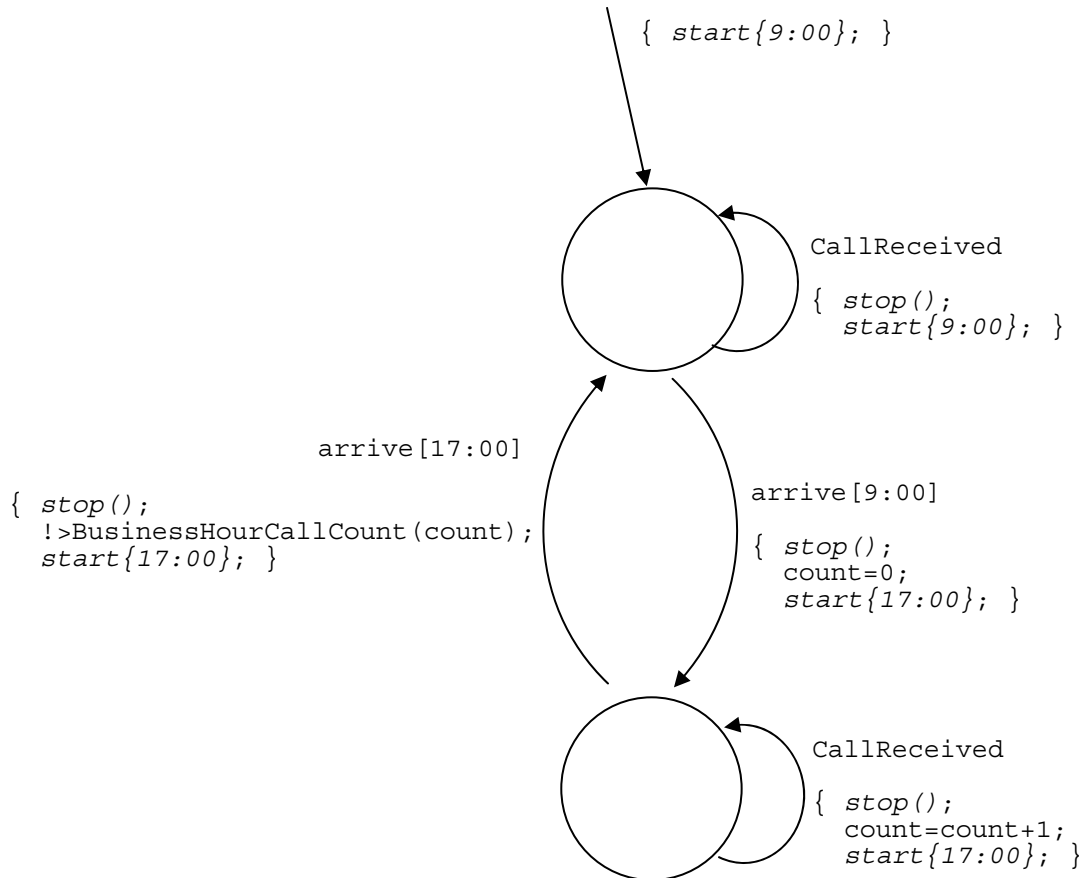 { start{9:00}; }
CallReceived
{ stop();
start{9:00}; }
arrive[17:00]
{ stop();
!>BusinessHourCallCount(count);
start{17:00}; }
arrive[9:00]
{ stop();
count=0;
start{17:00}; }
CallReceived
{ stop();
count=count+1;
start{17:00}; }